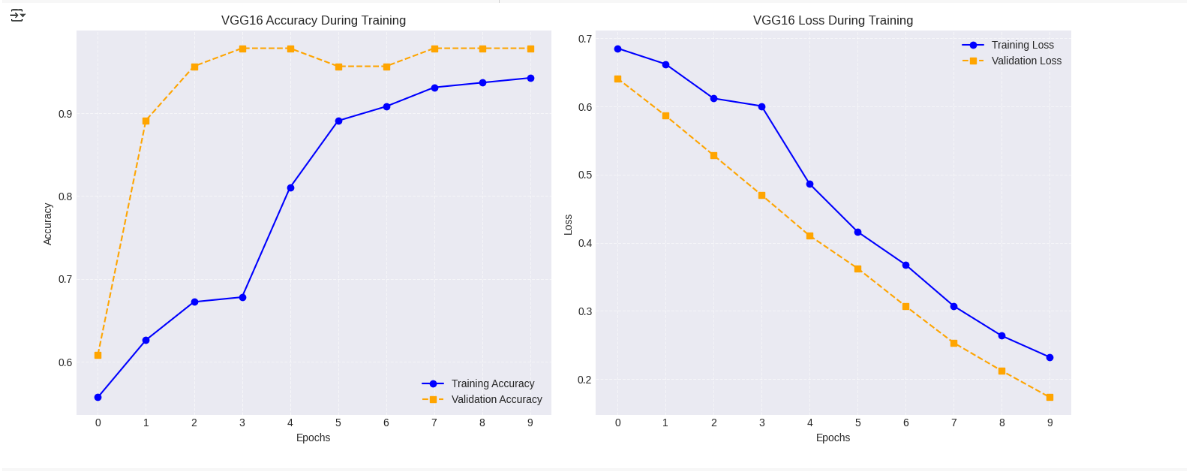 VGG16 Accuracy During Training
0.9
0.8
0.7
0.6
Accuracy
Training Accuracy
Validation Accuracy
0 1 2 3 4 5 6 7 8 9
Epochs
VGG16 Loss During Training
0.7
0.6
0.5
0.4
0.3
0.2
Loss
Training Loss
Validation Loss
0 1 2 3 4 5 6 7 8 9
Epochs